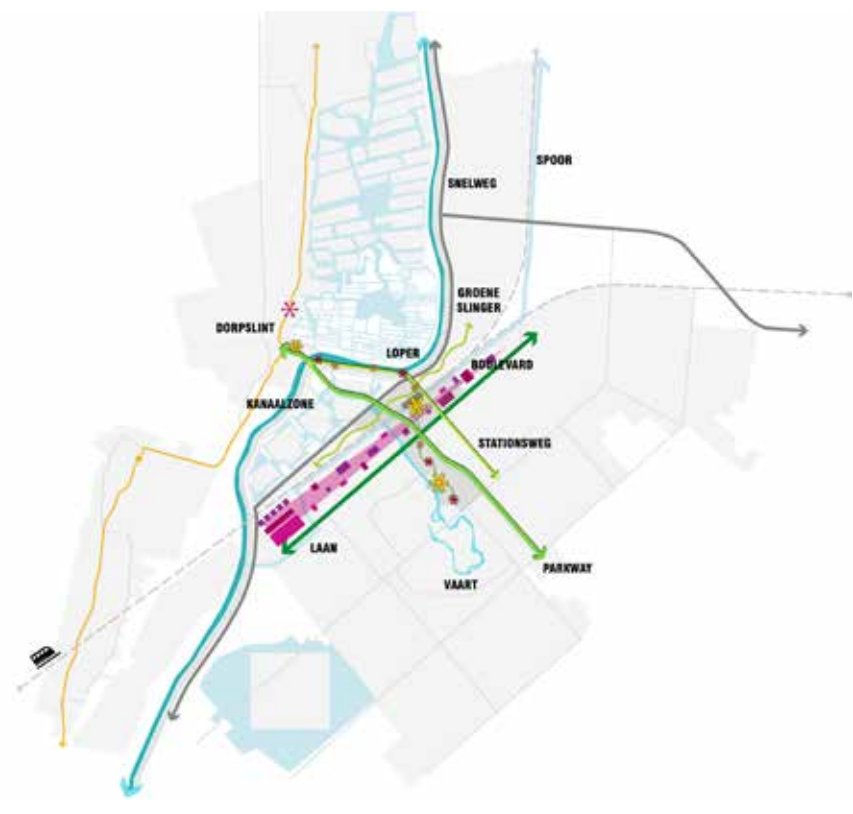 SPOOR
SNELWEG
GROENE
SLINGER
DORPSLINT
LOPER
BOULEVARD
KANAALZONE
STATIONSWEG
LAAN
PARKWAY
VAART